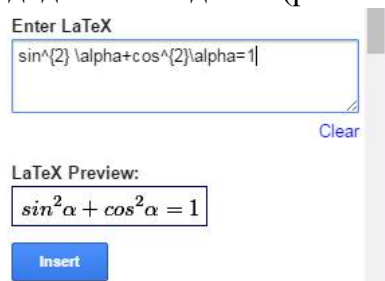 Enter LaTeX
sin^{2} \alpha+cos^{2}\alpha=1
Clear
LaTeX Preview:
sin²α + cos²α = 1
Insert